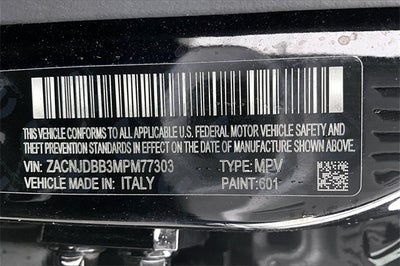 THIS VEHICLE CONFORMS TO ALL APPLICABLE U.S. FEDERAL MOTOR VEHICLE SAFETY AND
THEFT PREVENTION STANDARDS IN EFFECT ON THE DATE OF MANUFACTURE SHOWN ABOVE.
VIN: ZACNJDBB3MPM77303 TYPE: MPV
VEHICLE MADE IN: ITALY PAINT: 601